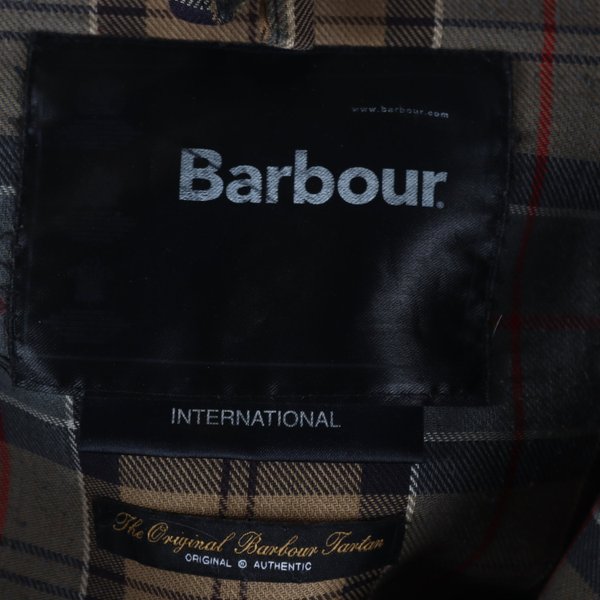 www.barbour.com
Barbour®
INTERNATIONAL
The Original Barbour Tartan
ORIGINAL © AUTHENTIC